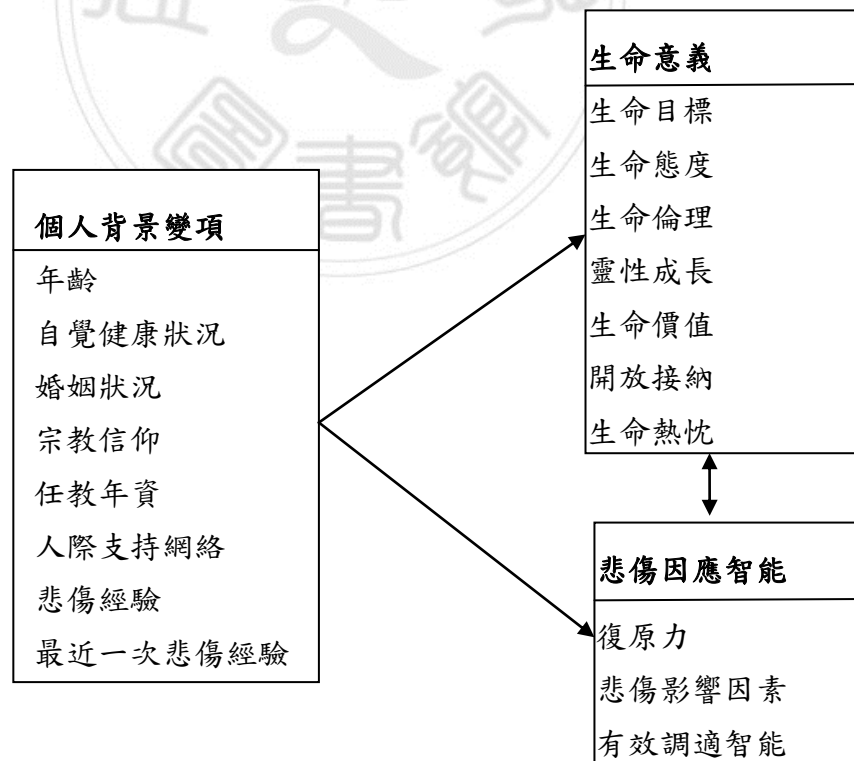 個人背景變項
年齡
自覺健康狀況
婚姻狀況
宗教信仰
任教年資
人際支持網絡
悲傷經驗
最近一次悲傷經驗
生命意義
生命目標
生命態度
生命倫理
靈性成長
生命價值
開放接納
生命熱忱
悲傷因應智能
復原力
悲傷影響因素
有效調適智能